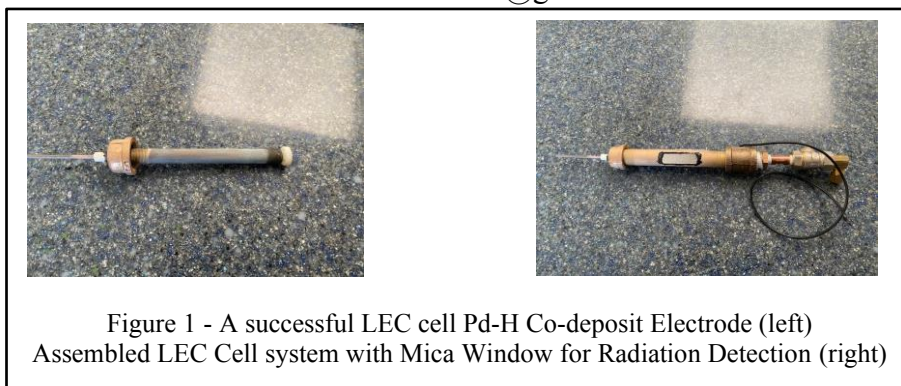 Figure 1 - A successful LEC cell Pd-H Co-deposit Electrode (left)
Assembled LEC Cell system with Mica Window for Radiation Detection (right)